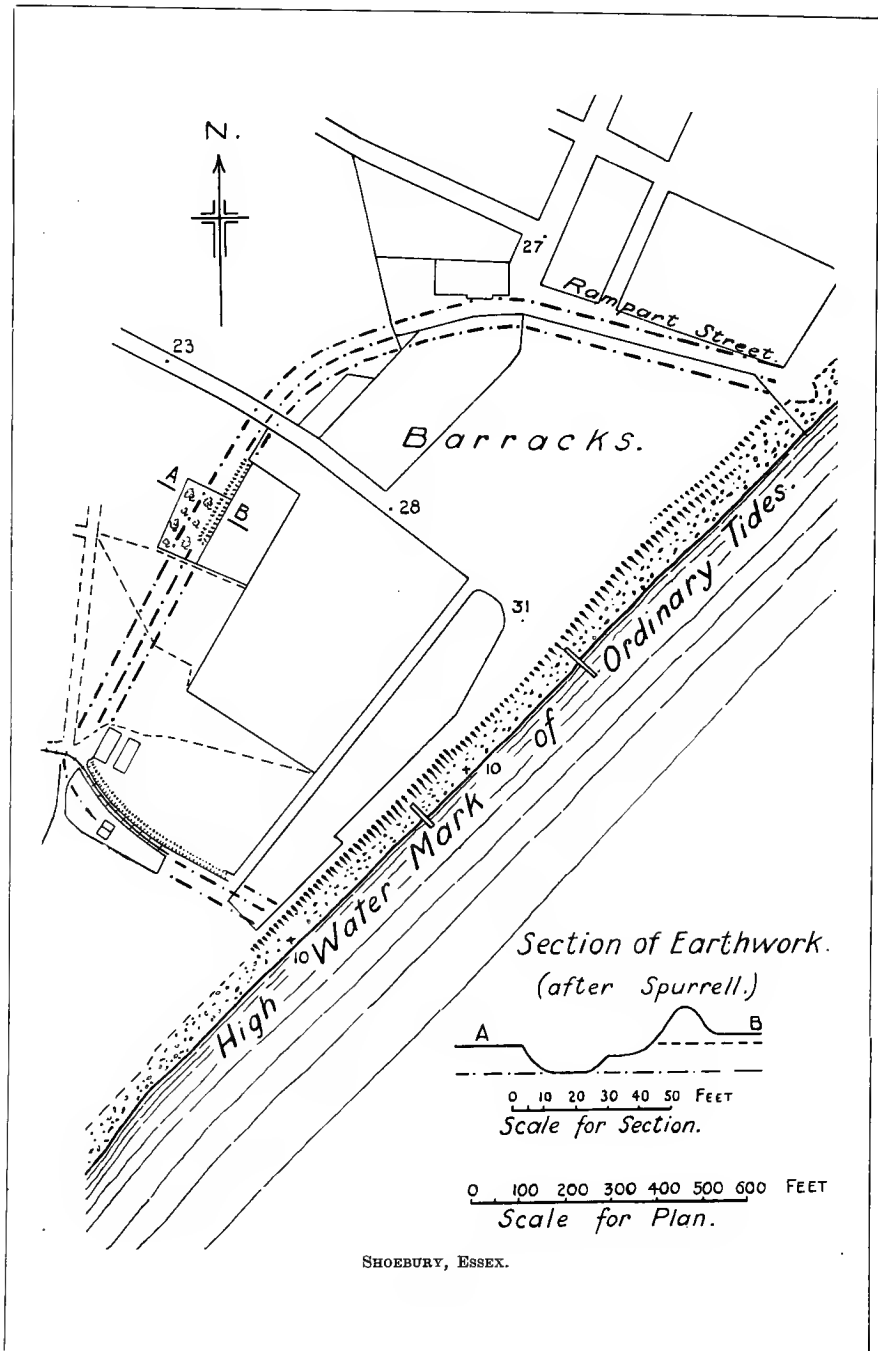 N.
27
Rampart Street.
23
Barracks.
A
B
28
31
10
10
High Water Mark of Ordinary Tides.
Section of Earthwork.
(after Spurrell.)
A
B
0 10 20 30 40 50 FEET
Scale for Section.
0 100 200 300 400 500 600 FEET
Scale for Plan.
SHOEBURY, ESSEX.